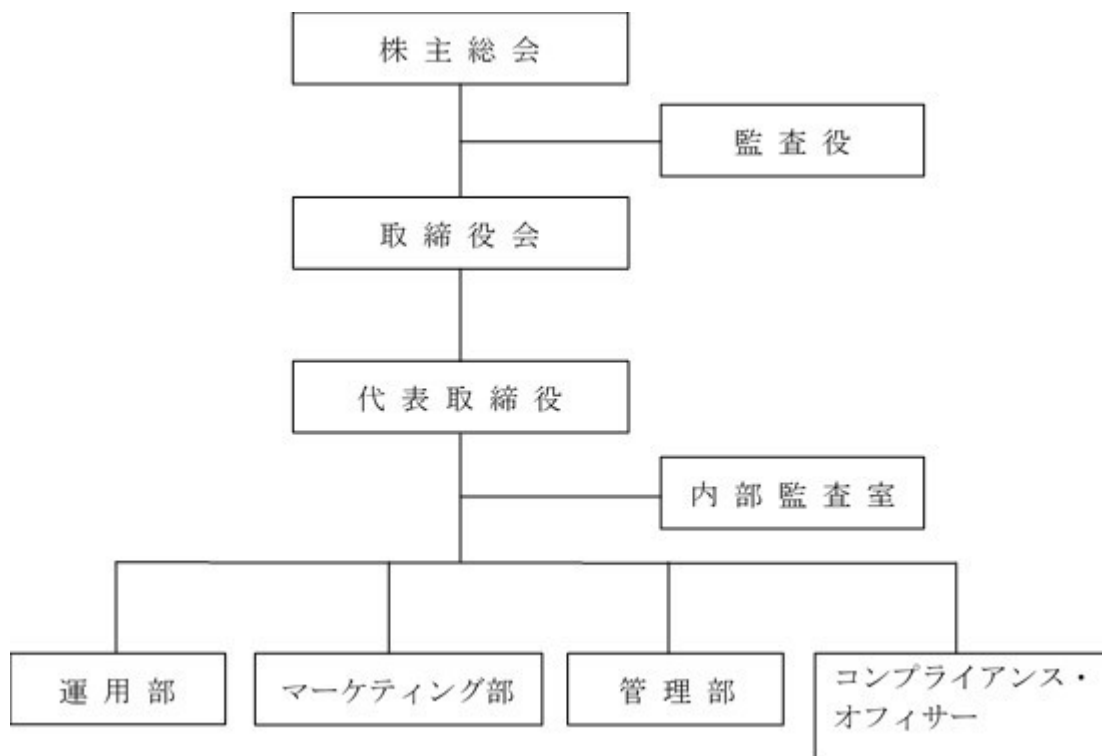 株主総会
監査役
取締役会
代表取締役
内部監査室
運用部
マーケティング部
管理部
コンプライアンス・
オフィサー